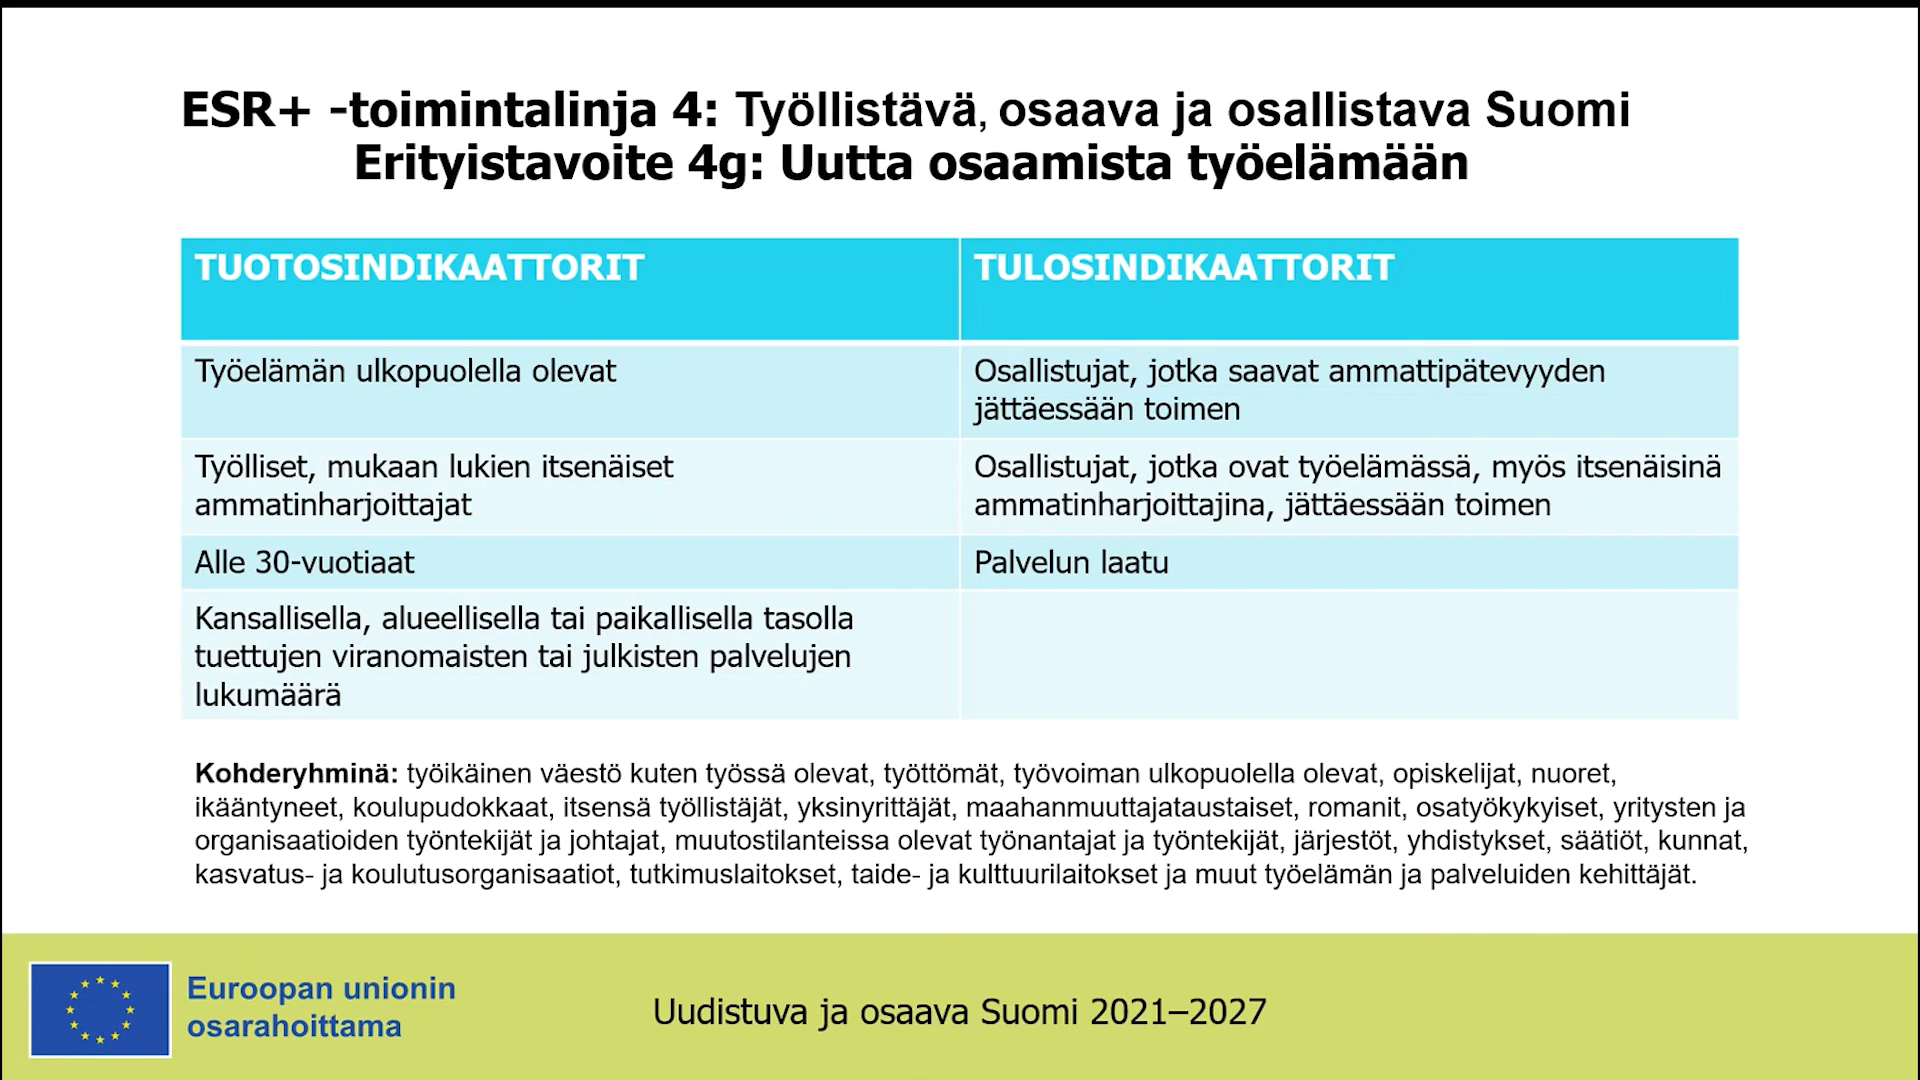 ESR+ -toimintalinja 4: Työllistävä, osaava ja osallistava Suomi
Erityistavoite 4g: Uutta osaamista työelämään
TUOTOSINDIKAATTORIT
TULOSINDIKAATTORIT
Työelämän ulkopuolella olevat
Osallistujat, jotka saavat ammattipätevyyden
jättäessään toimen
Työlliset, mukaan lukien itsenäiset
ammatinharjoittajat
Osallistujat, jotka ovat työelämässä, myös itsenäisinä
ammatinharjoittajina, jättäessään toimen
Alle 30-vuotiaat
Palvelun laatu
Kansallisella, alueellisella tai paikallisella tasolla
tuettujen viranomaisten tai julkisten palvelujen
lukumäärä
Kohderyhminä: työikäinen väestö kuten työssä olevat, työttömät, työvoiman ulkopuolella olevat, opiskelijat, nuoret,
ikääntyneet, koulupudokkaat, itsensä työllistäjät, yksinyrittäjät, maahanmuuttajataustaiset, romanit, osatyökykyiset, yritysten ja
organisaatioiden työntekijät ja johtajat, muutostilanteissa olevat työnantajat ja työntekijät, järjestöt, yhdistykset, säätiöt, kunnat,
kasvatus- ja koulutusorganisaatiot, tutkimuslaitokset, taide- ja kulttuurilaitokset ja muut työelämän ja palveluiden kehittäjät.
Euroopan unionin
osarahoittama
Uudistuva ja osaava Suomi 2021–2027